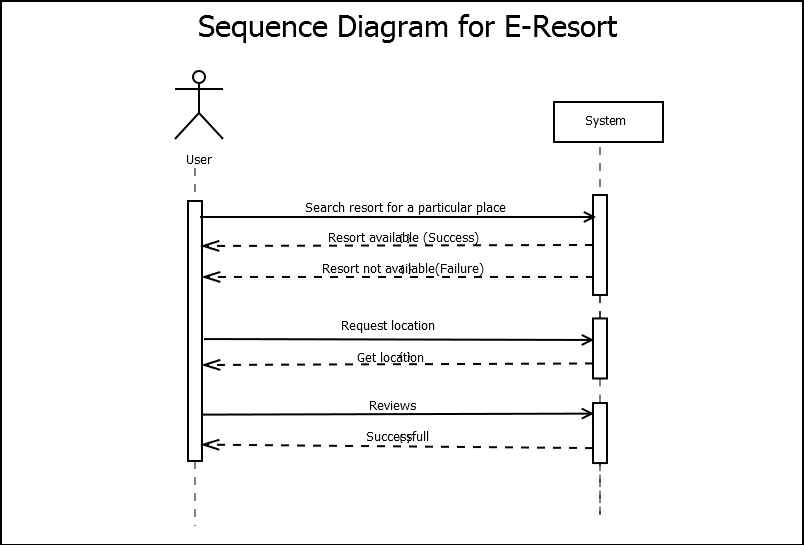 Sequence Diagram for E-Resort
User
System
Search resort for a particular place
Resort available (Success)
Resort not available(Failure)
Request location
Get location
Reviews
Successfull